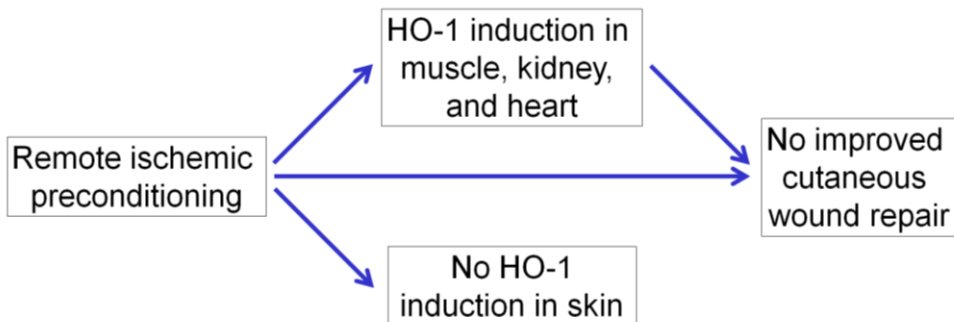 HO-1 induction in
muscle, kidney,
and heart
Remote ischemic
preconditioning
No improved
cutaneous
wound repair
No HO-1
induction in skin